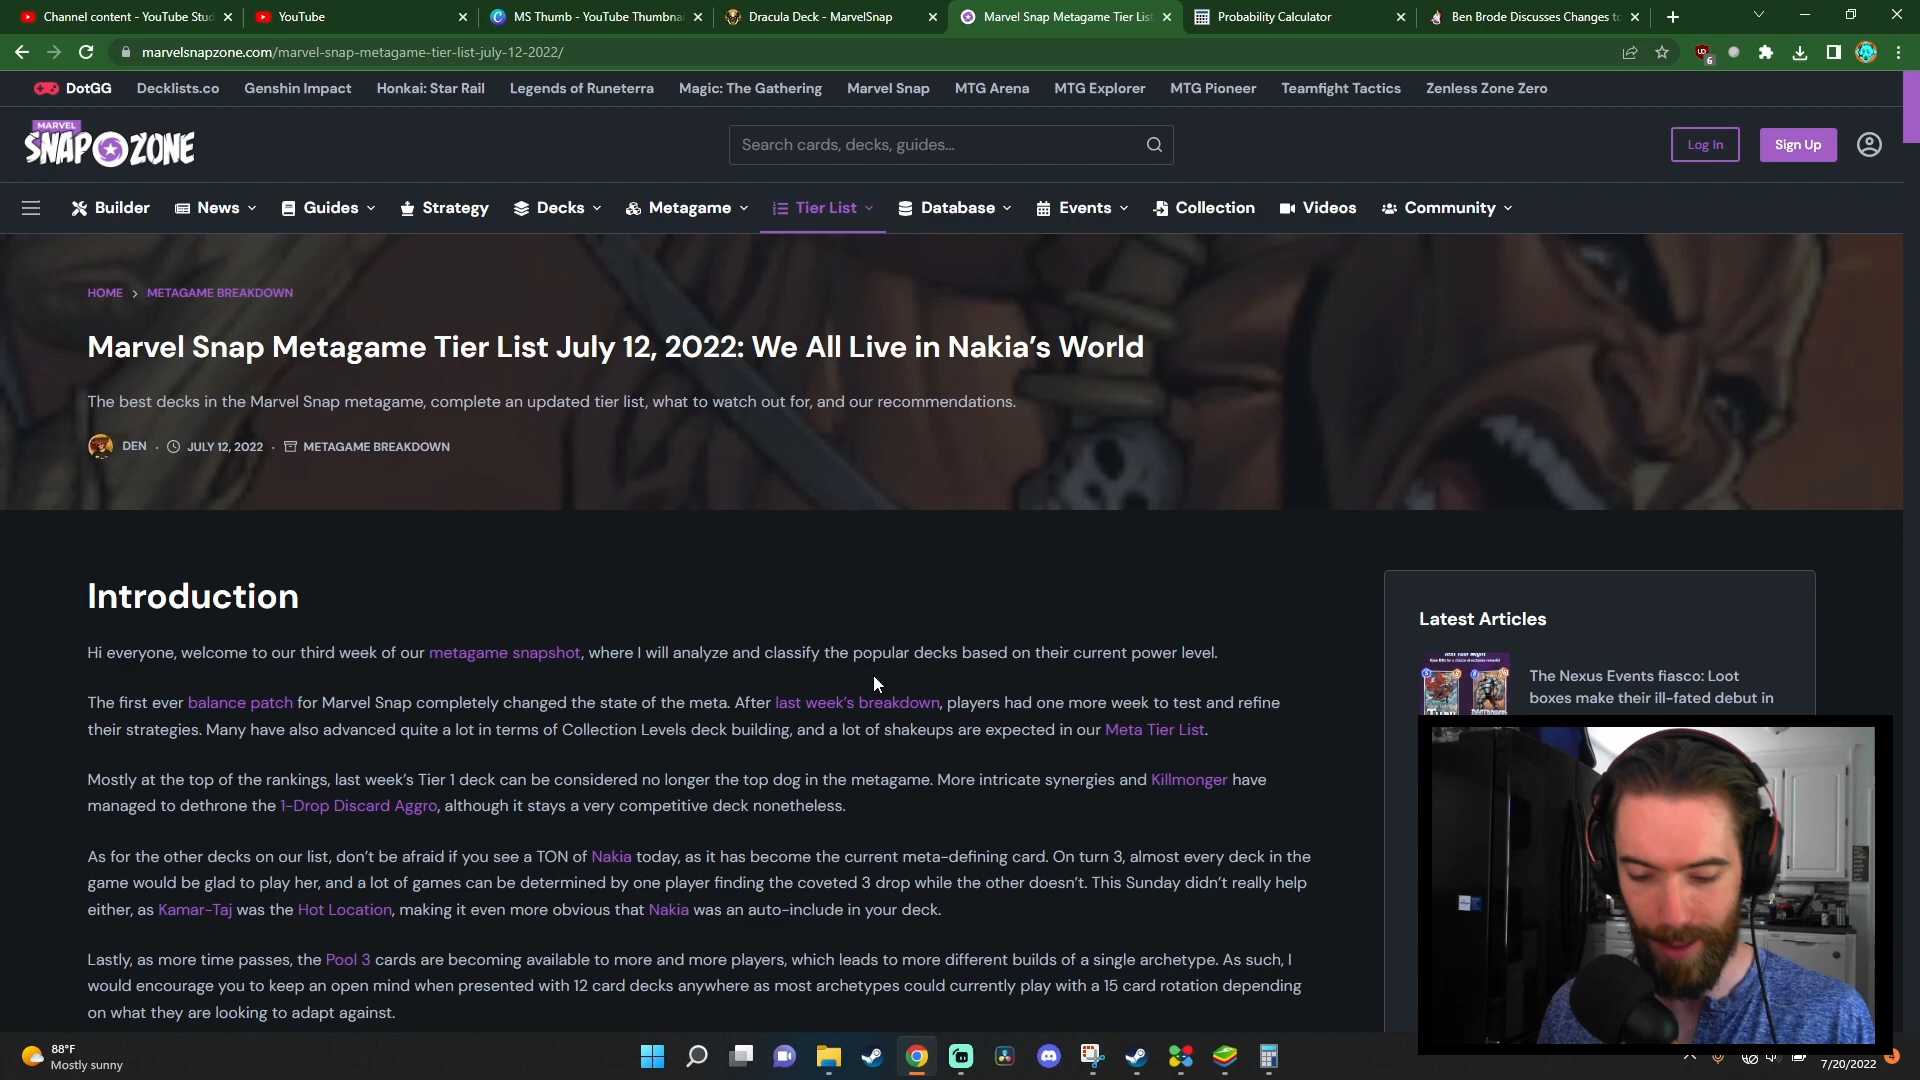 Channel content - YouTube Stud
YouTube
MS Thumb - YouTube Thumbnai
Dracula Deck - MarvelSnap
Marvel Snap Metagame Tier List
Probability Calculator
Ben Brode Discusses Changes to
marvelsnapzone.com/marvel-snap-metagame-tier-list-july-12-2022/
6
DotGG Decklists.co Genshin Impact Honkai: Star Rail Legends of Runeterra Magic: The Gathering Marvel Snap MTG Arena MTG Explorer MTG Pioneer Teamfight Tactics Zenless Zone Zero
MARVEL
SNAP ZONE
Search cards, decks, guides...
Log In
Sign Up
Builder News Guides Strategy Decks Metagame Tier List Database Events Collection Videos Community
HOME > METAGAME BREAKDOWN
Marvel Snap Metagame Tier List July 12, 2022: We All Live in Nakia's World
The best decks in the Marvel Snap metagame, complete an updated tier list, what to watch out for, and our recommendations.
DEN · JULY 12, 2022 · METAGAME BREAKDOWN
Introduction
Hi everyone, welcome to our third week of our metagame snapshot, where I will analyze and classify the popular decks based on their current power level.
The first ever balance patch for Marvel Snap completely changed the state of the meta. After last week's breakdown, players had one more week to test and refine
their strategies. Many have also advanced quite a lot in terms of Collection Levels deck building, and a lot of shakeups are expected in our Meta Tier List.
Mostly at the top of the rankings, last week's Tier 1 deck can be considered no longer the top dog in the metagame. More intricate synergies and Killmonger have
managed to dethrone the 1-Drop Discard Aggro, although it stays a very competitive deck nonetheless.
As for the other decks on our list, don't be afraid if you see a TON of Nakia today, as it has become the current meta-defining card. On turn 3, almost every deck in the
game would be glad to play her, and a lot of games can be determined by one player finding the coveted 3 drop while the other doesn't. This Sunday didn't really help
either, as Kamar-Taj was the Hot Location, making it even more obvious that Nakia was an auto-include in your deck.
Lastly, as more time passes, the Pool 3 cards are becoming available to more and more players, which leads to more different builds of a single archetype. As such, I
would encourage you to keep an open mind when presented with 12 card decks anywhere as most archetypes could currently play with a 15 card rotation depending
on what they are looking to adapt against.
Latest Articles
The Nexus Events fiasco: Loot
boxes make their ill-fated debut in
88°F
Mostly sunny
7/20/2022
4